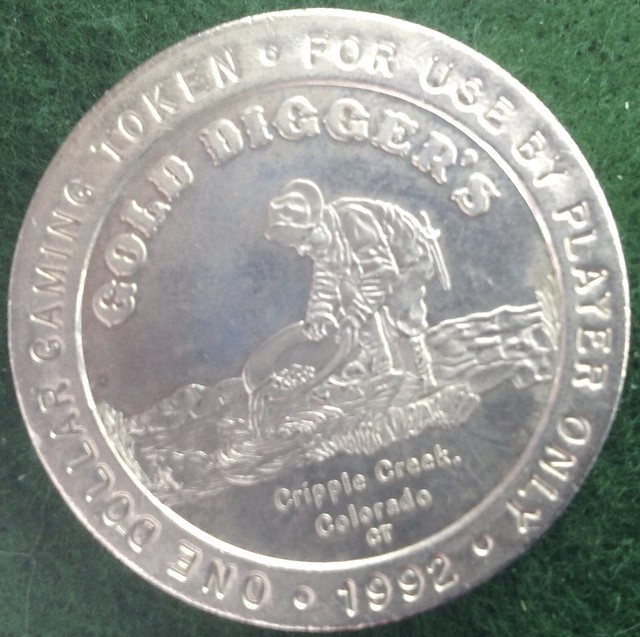 ONE DOLLAR GAMING TOKEN • FOR USE BY PLAYER ONLY • 1992 •
GOLD DIGGER'S
Cripple Creek,
Colorado
CT